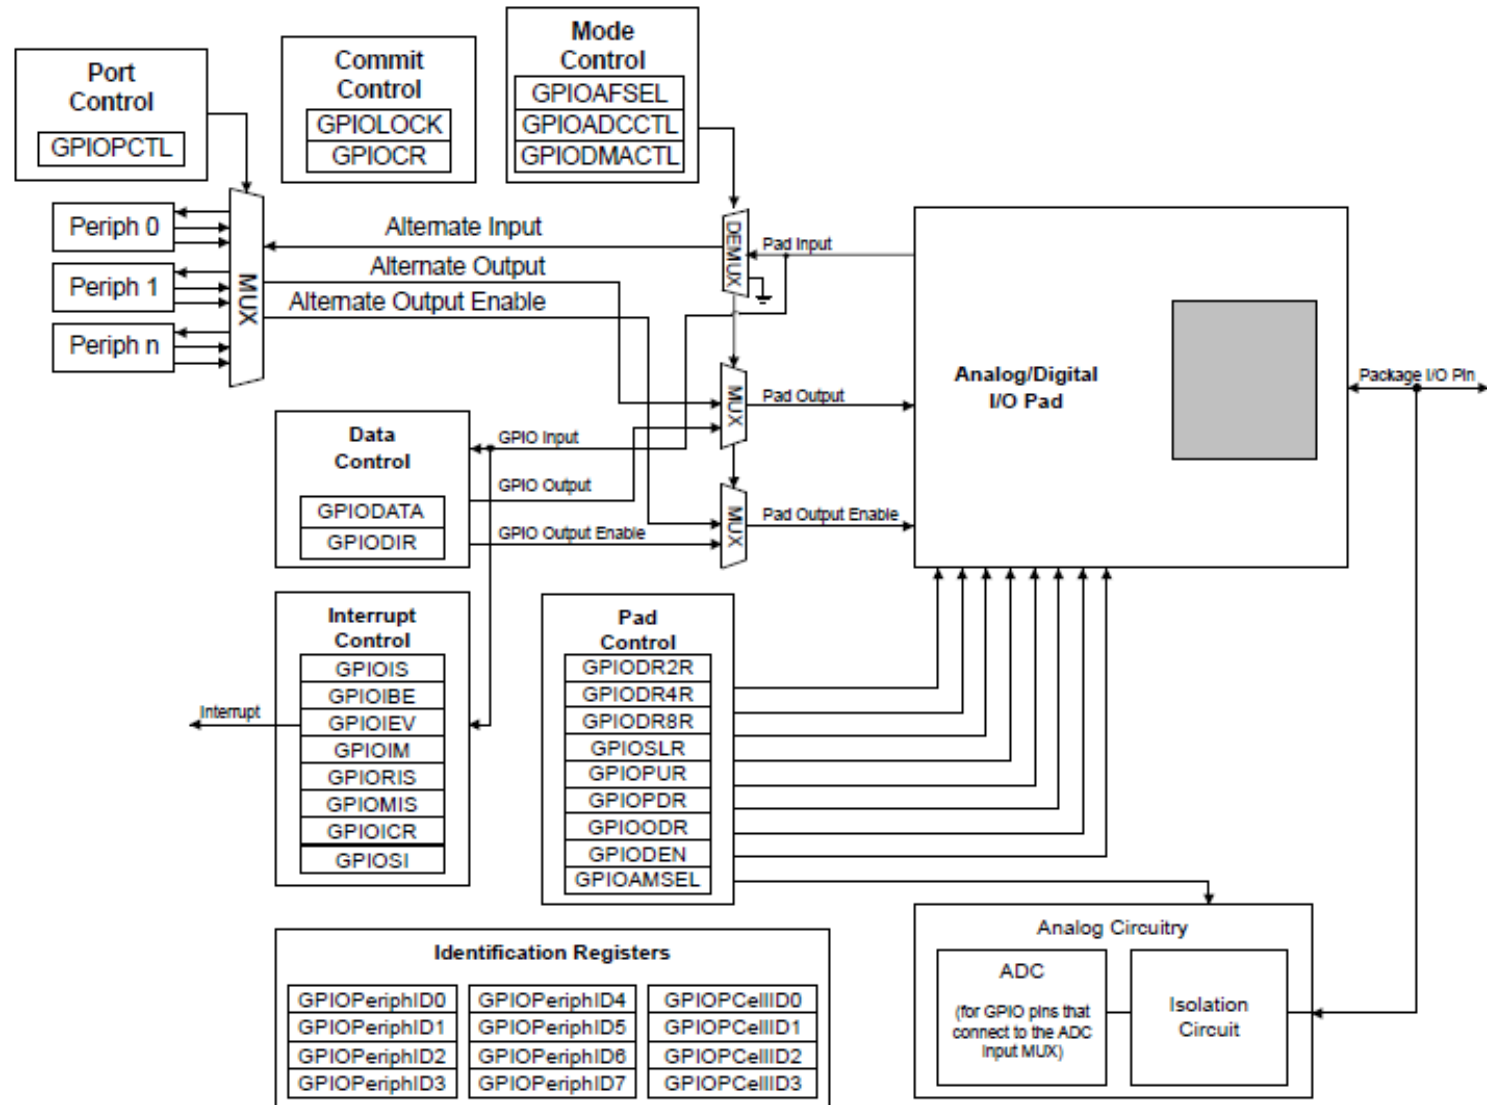 Port
Control
GPIOPCTL
Commit
Control
GPIOLOCK
GPIOCR
Mode
Control
GPIOAFSEL
GPIOADCCTL
GPIODMACTL
Periph 0
Periph 1
Periph n
MUX
Alternate Input
Alternate Output
Alternate Output Enable
DEMUX
Pad Input
MUX
Pad Output
MUX
Pad Output Enable
Analog/Digital
I/O Pad
Package I/O Pin
Data
Control
GPIODATA
GPIODIR
GPIO Input
GPIO Output
GPIO Output Enable
Interrupt
Control
GPIOIS
GPIOIBE
GPIOIEV
GPIOIM
GPIORIS
GPIOMIS
GPIOICR
GPIOSI
Interrupt
Pad
Control
GPIODR2R
GPIODR4R
GPIODR8R
GPIOSLR
GPIOPUR
GPIOPDR
GPIOODR
GPIODEN
GPIOAMSEL
Analog Circuitry
ADC
(for GPIO pins that
connect to the ADC
Input MUX)
Isolation
Circuit
Identification Registers
GPIOPeriphID0 GPIOPeriphID4 GPIOPCellID0
GPIOPeriphID1 GPIOPeriphID5 GPIOPCellID1
GPIOPeriphID2 GPIOPeriphID6 GPIOPCellID2
GPIOPeriphID3 GPIOPeriphID7 GPIOPCellID3